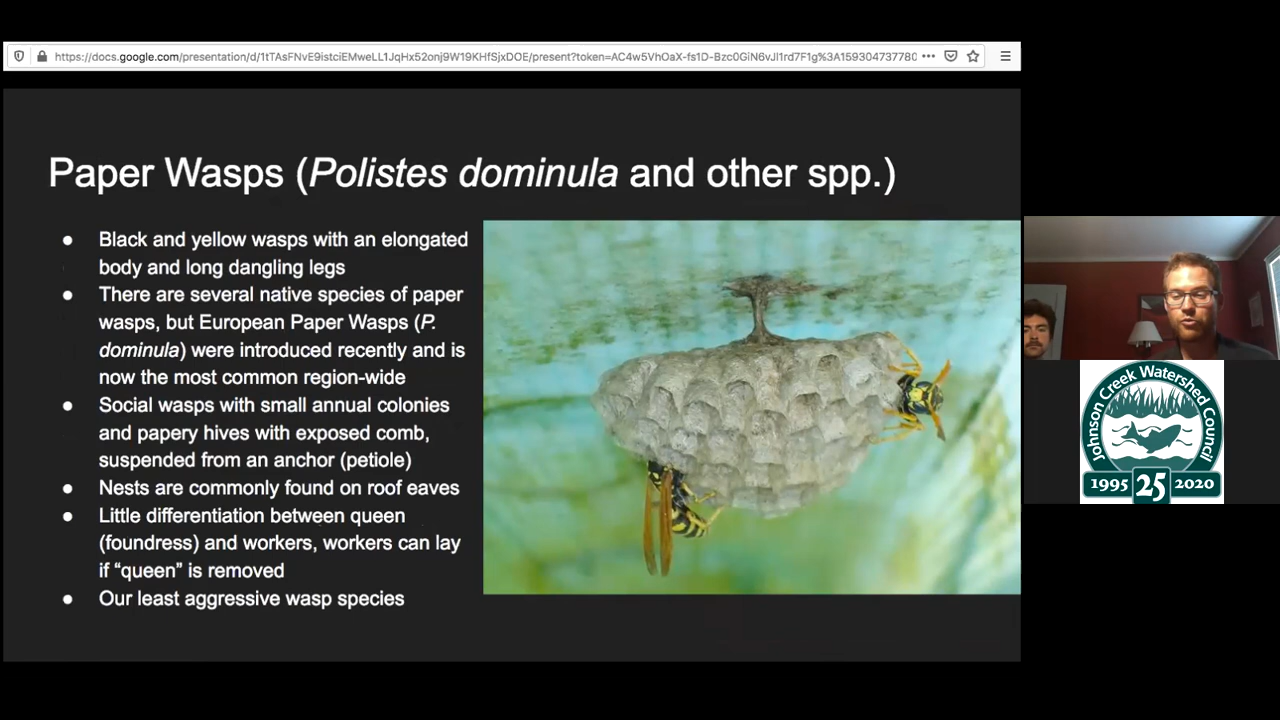 https://docs.google.com/presentation/d/1tTAsFNvE9istciEMweLL1JqHx52onj9W19KHfSjxDOE/present?token=AC4w5VhOaX-fs1D-Bzc0GiN6vJl1rd7F1g%3A159304737780
Paper Wasps (Polistes dominula and other spp.)
● Black and yellow wasps with an elongated
body and long dangling legs
● There are several native species of paper
wasps, but European Paper Wasps (P.
dominula) were introduced recently and is
now the most common region-wide
● Social wasps with small annual colonies
and papery hives with exposed comb,
suspended from an anchor (petiole)
● Nests are commonly found on roof eaves
● Little differentiation between queen
(foundress) and workers, workers can lay
if “queen” is removed
● Our least aggressive wasp species
Johnson Creek Watershed Council
1995 25 2020